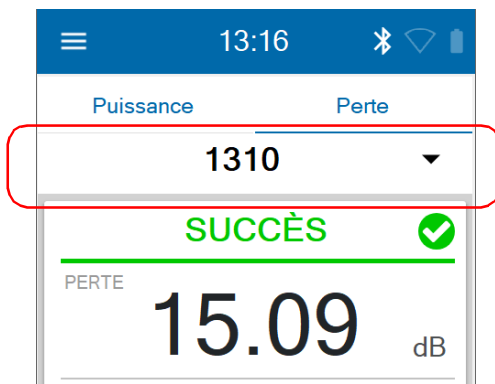 13:16
Puissance Perte
1310
SUCCÈS
PERTE
15.09 dB